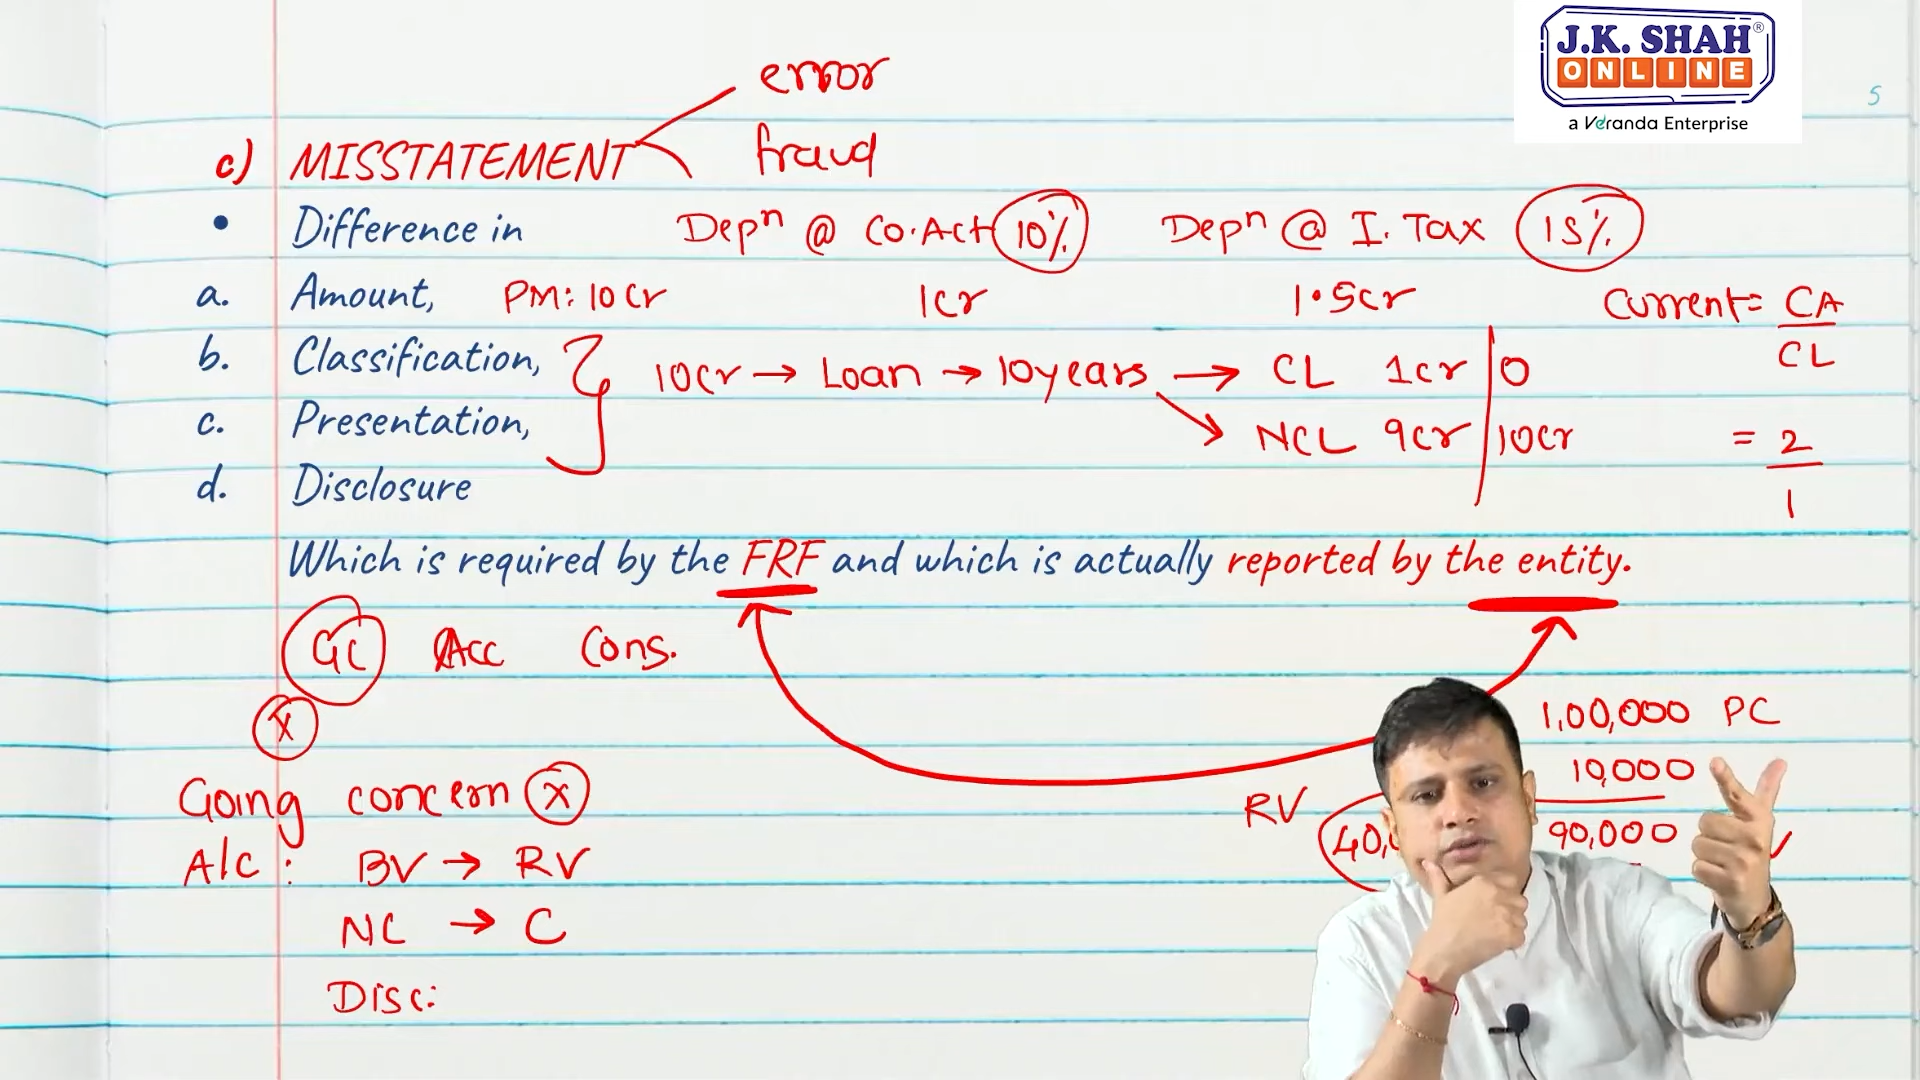 J.K. SHAH®
ONLINE
a Veranda Enterprise
5
error
c) MISSTATEMENT
fraud
• Difference in Depⁿ @ Co.Act 10% Depⁿ @ I. Tax 15%
a. Amount, PM: 10 Cr 1cr 1.5cr Current = CA
CL
b. Classification, 10cr → Loan → 10years → CL 1cr 0
c. Presentation, NCL 9cr 10cr = 2
1
d. Disclosure
Which is required by the FRF and which is actually reported by the entity.
GC Acc Cons.
X
1,00,000 PC
10,000
Going concern X RV 40, 90,000
A/c : BV → RV
NC → C
Disc: